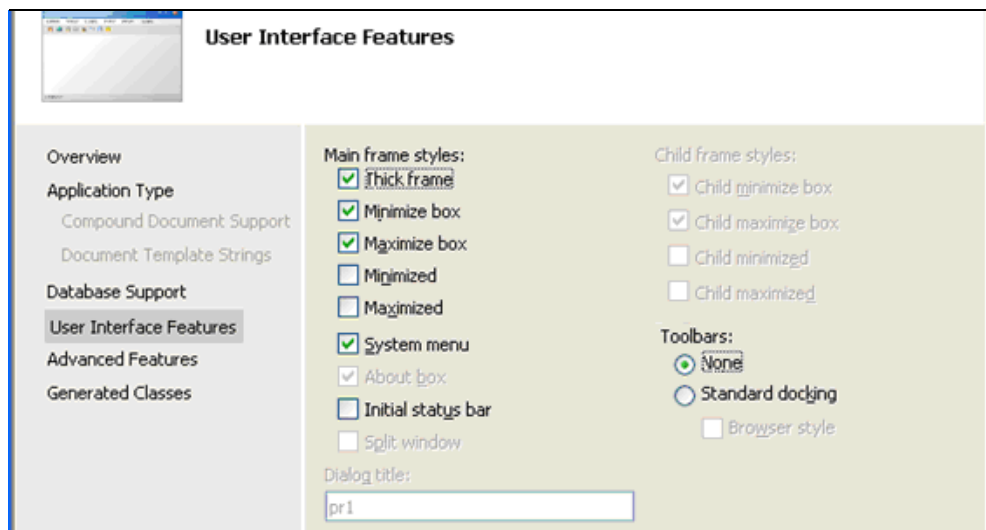 User Interface Features
Overview
Application Type
Compound Document Support
Document Template Strings
Database Support
User Interface Features
Advanced Features
Generated Classes
Main frame styles:
Thick frame
Minimize box
Maximize box
Minimized
Maximized
System menu
About box
Initial status bar
Split window
Dialog title:
pr1
Child frame styles:
Child minimize box
Child maximize box
Child minimized
Child maximized
Toolbars:
None
Standard docking
Browser style